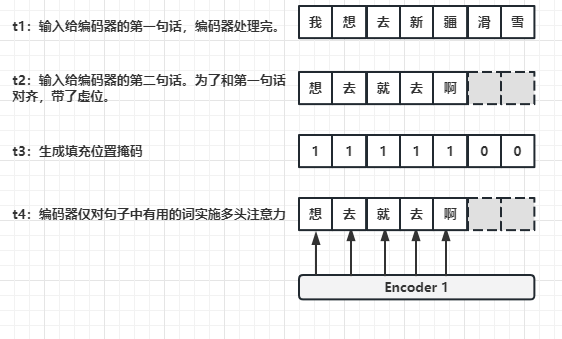 t1：输入给编码器的第一句话，编码器处理完。
我 想 去 新 疆 滑 雪
t2：输入给编码器的第二句话。为了和第一句话
对齐，带了虚位。
想 去 就 去 啊
t3：生成填充位置掩码
1 1 1 1 1 0 0
t4：编码器仅对句子中有用的词实施多头注意力
想 去 就 去 啊
Encoder 1